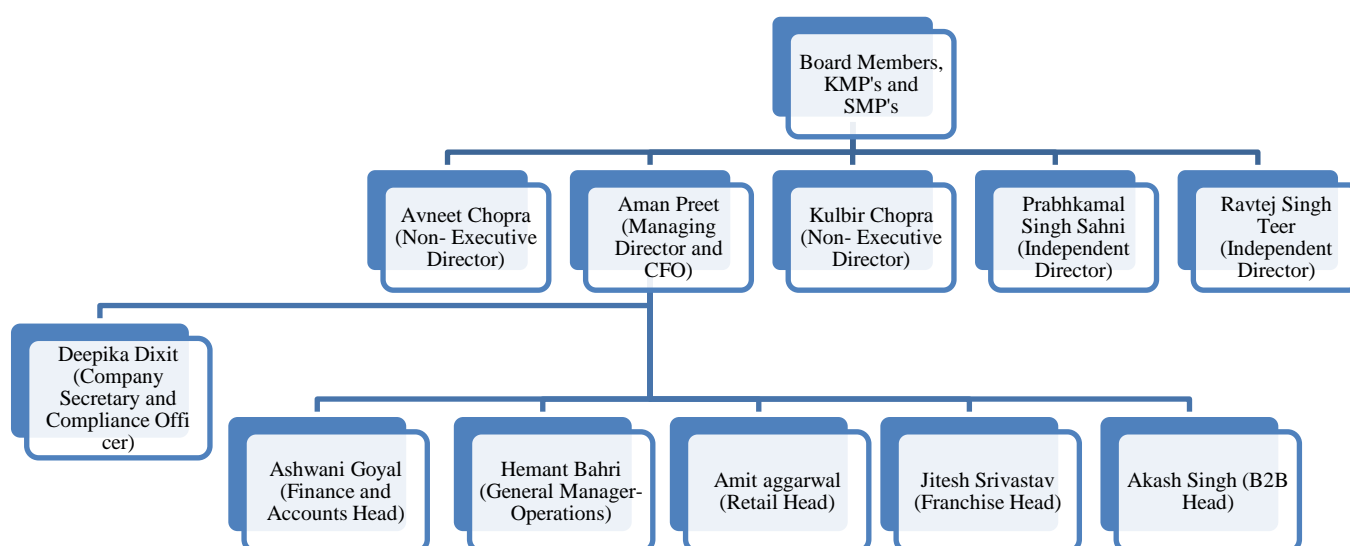 Board Members,
KMP's and
SMP's
Avneet Chopra
(Non- Executive
Director)
Aman Preet
(Managing
Director and
CFO)
Kulbir Chopra
(Non- Executive
Director)
Prabhkamal
Singh Sahni
(Independent
Director)
Ravtej Singh
Teer
(Independent
Director)
Deepika Dixit
(Company
Secretary and
Compliance Offi
cer)
Ashwani Goyal
(Finance and
Accounts Head)
Hemant Bahri
(General Manager-
Operations)
Amit aggarwal
(Retail Head)
Jitesh Srivastav
(Franchise Head)
Akash Singh (B2B
Head)